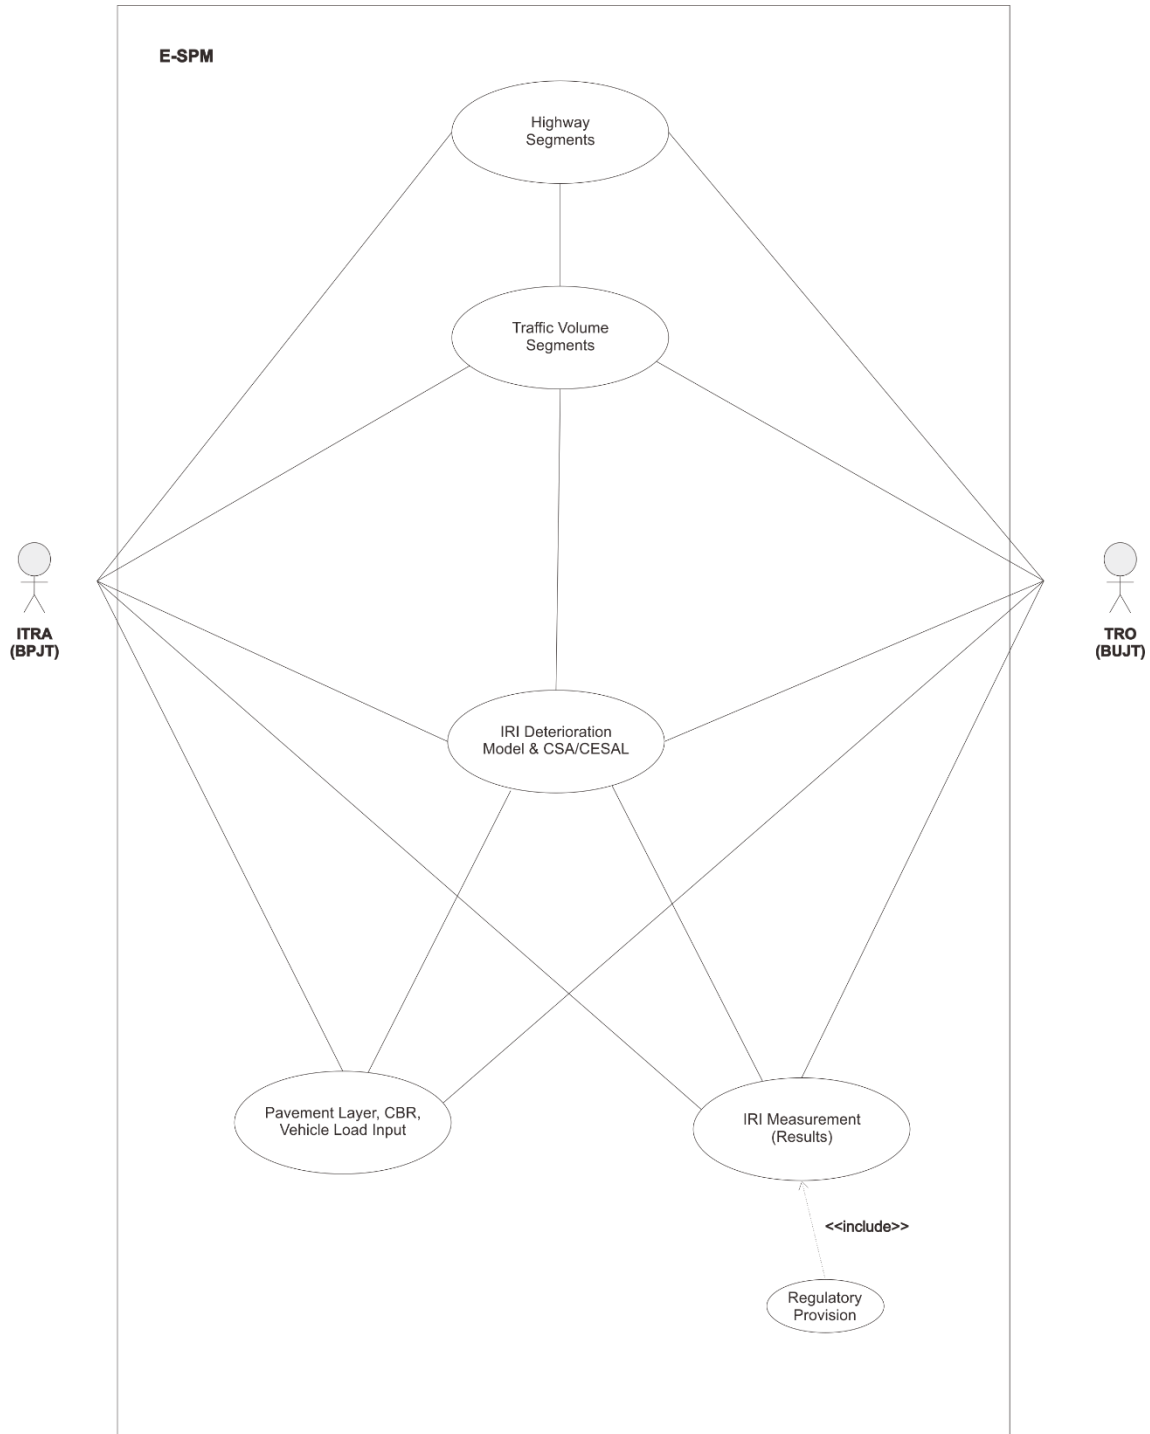 E-SPM
Highway
Segments
Traffic Volume
Segments
ITRA
(BPJT)
TRO
(BUJT)
IRI Deterioration
Model & CSA/CESAL
Pavement Layer, CBR,
Vehicle Load Input
IRI Measurement
(Results)
<<include>>
Regulatory
Provision